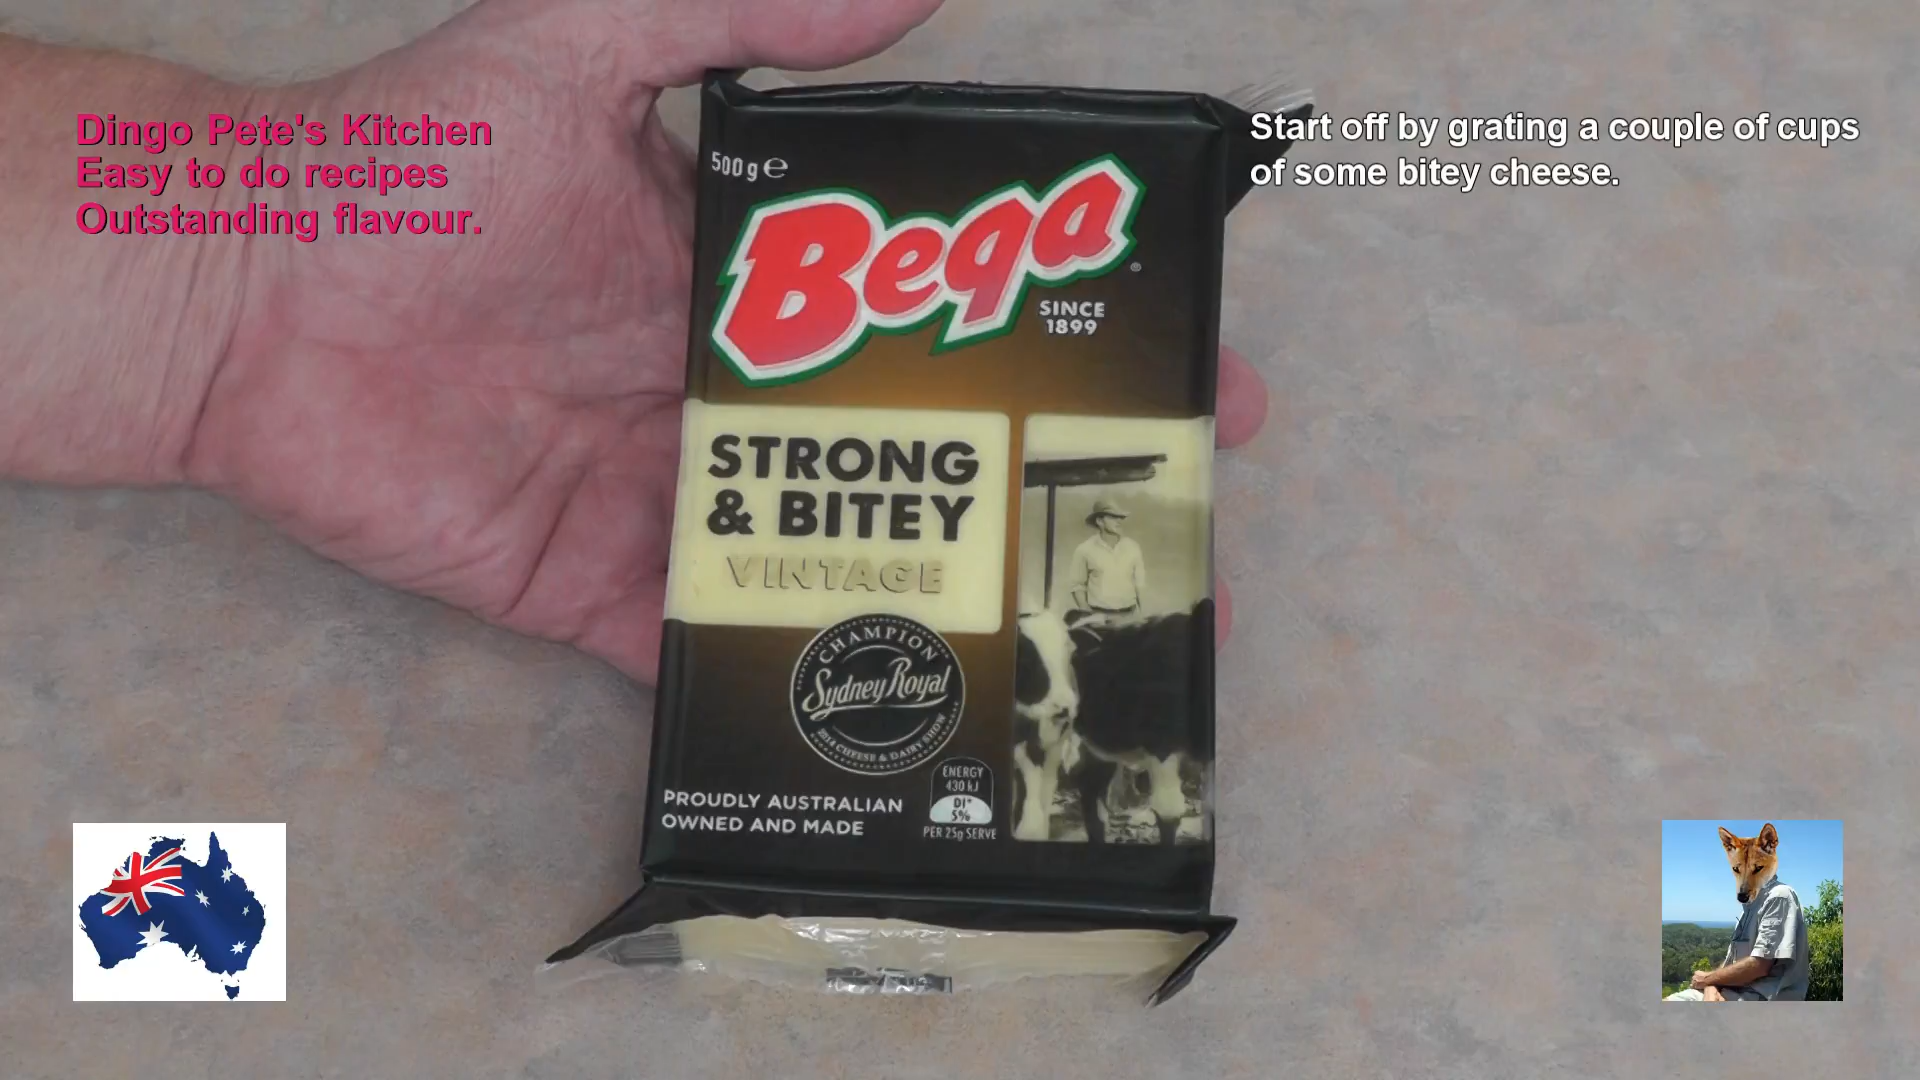 Dingo Pete's Kitchen
Easy to do recipes
Outstanding flavour.
Start off by grating a couple of cups
of some bitey cheese.
500 g e
Bega
®
SINCE
1899
STRONG
& BITEY
VINTAGE
CHAMPION
Sydney Royal
2014 CHEESE & DAIRY SHOW
ENERGY
430 kJ
DI*
5%
PER 25g SERVE
PROUDLY AUSTRALIAN
OWNED AND MADE